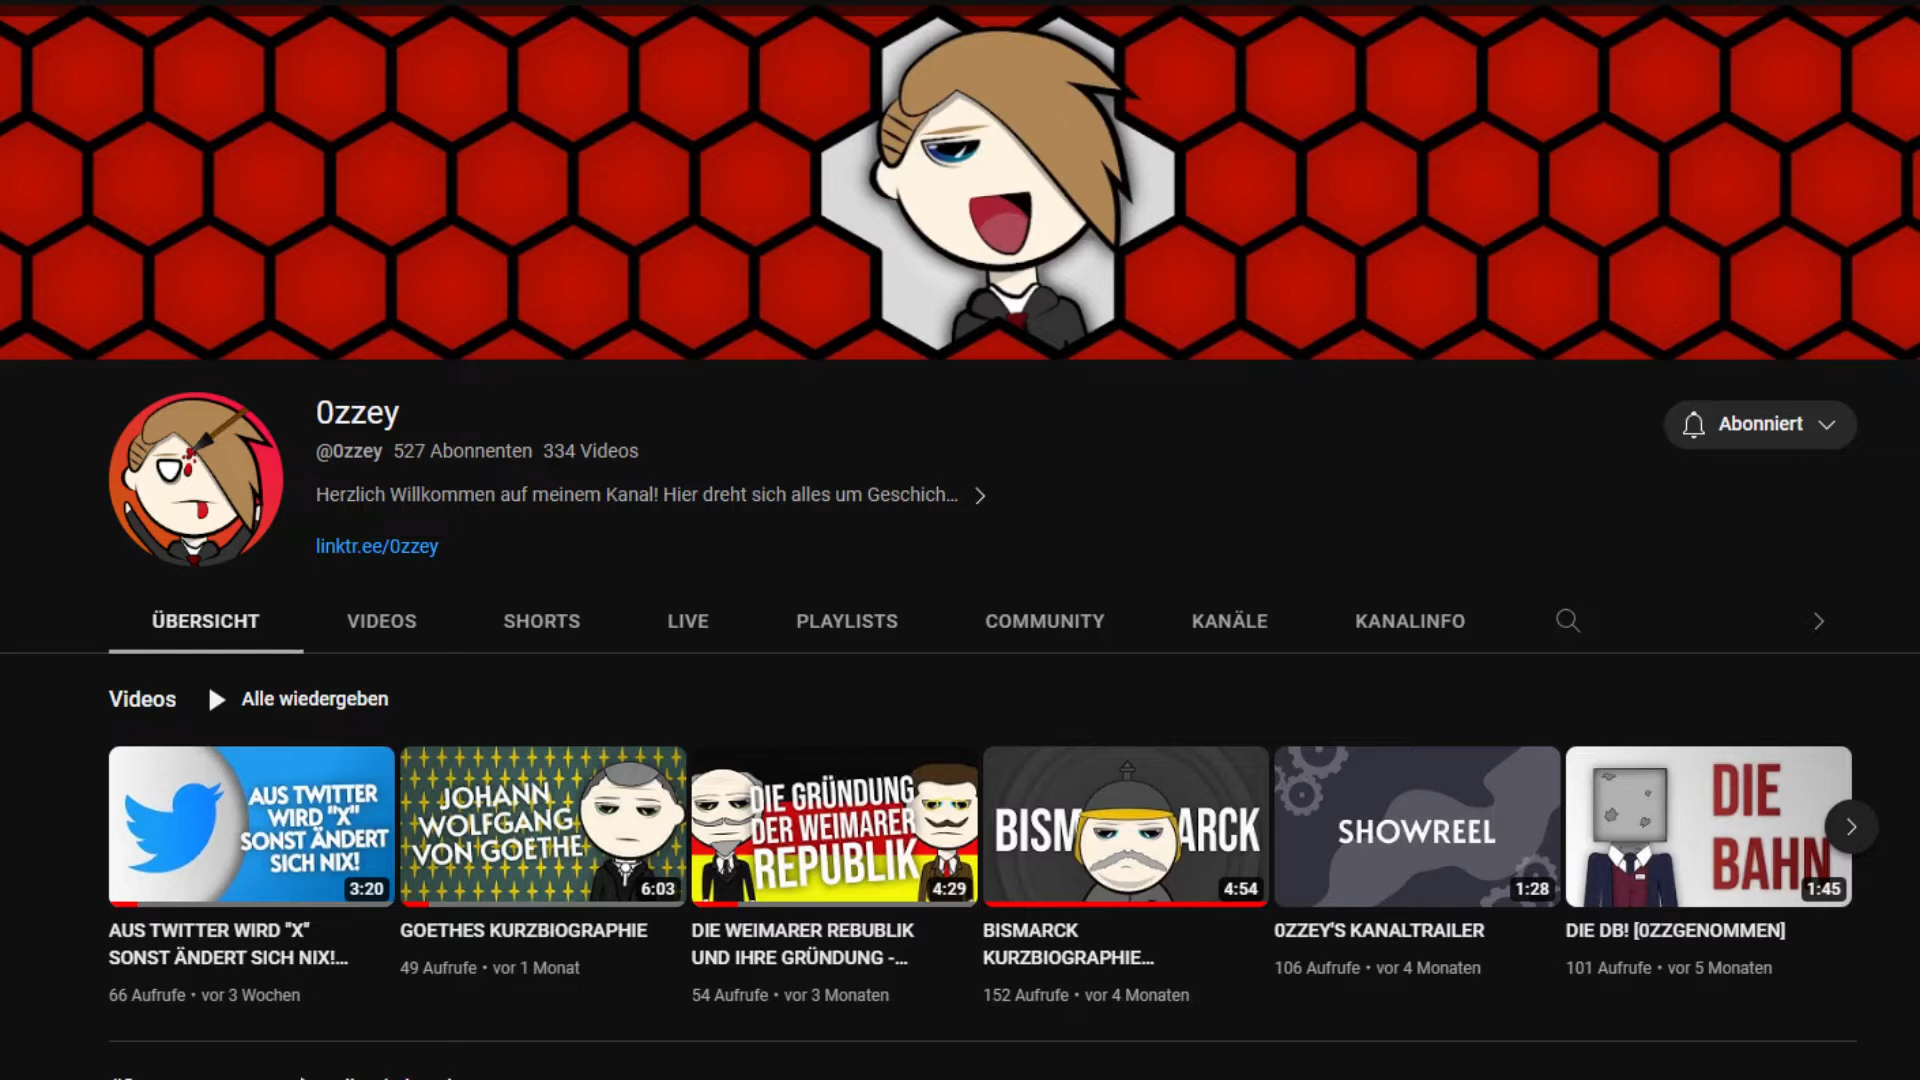 0zzey
@0zzey 527 Abonnenten 334 Videos
Herzlich Willkommen auf meinem Kanal! Hier dreht sich alles um Geschich...
linktr.ee/0zzey
Abonniert
ÜBERSICHT VIDEOS SHORTS LIVE PLAYLISTS COMMUNITY KANÄLE KANALINFO
Videos Alle wiedergeben
AUS TWITTER
WIRD "X"
SONST ÄNDERT
SICH NIX!
3:20
AUS TWITTER WIRD "X"
SONST ÄNDERT SICH NIX!...
66 Aufrufe • vor 3 Wochen
JOHANN
WOLFGANG
VON GOETHE
6:03
GOETHES KURZBIOGRAPHIE
49 Aufrufe • vor 1 Monat
DIE GRÜNDUNG
DER WEIMARER
REPUBLIK
4:29
DIE WEIMARER REBUBLIK
UND IHRE GRÜNDUNG -...
54 Aufrufe • vor 3 Monaten
BISM ARCK
4:54
BISMARCK
KURZBIOGRAPHIE...
152 Aufrufe • vor 4 Monaten
SHOWREEL
1:28
0ZZEY'S KANALTRAILER
106 Aufrufe • vor 4 Monaten
DIE
BAHN
1:45
DIE DB! [0ZZGENOMMEN]
101 Aufrufe • vor 5 Monaten